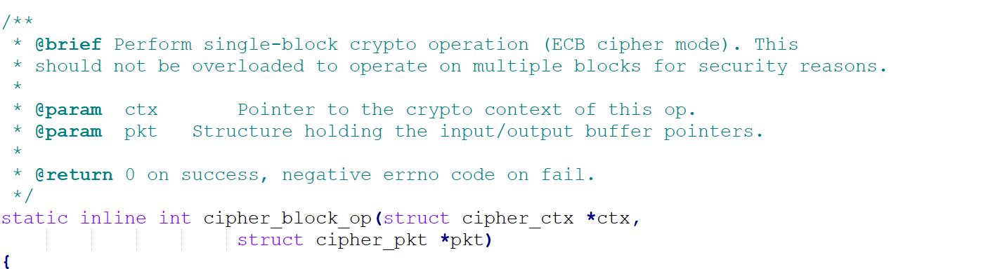 /**
 * @brief Perform single-block crypto operation (ECB cipher mode). This
 * should not be overloaded to operate on multiple blocks for security reasons.
 *
 * @param  ctx       Pointer to the crypto context of this op.
 * @param  pkt   Structure holding the input/output buffer pointers.
 *
 * @return 0 on success, negative errno code on fail.
 */
static inline int cipher_block_op(struct cipher_ctx *ctx,
                     struct cipher_pkt *pkt)
{